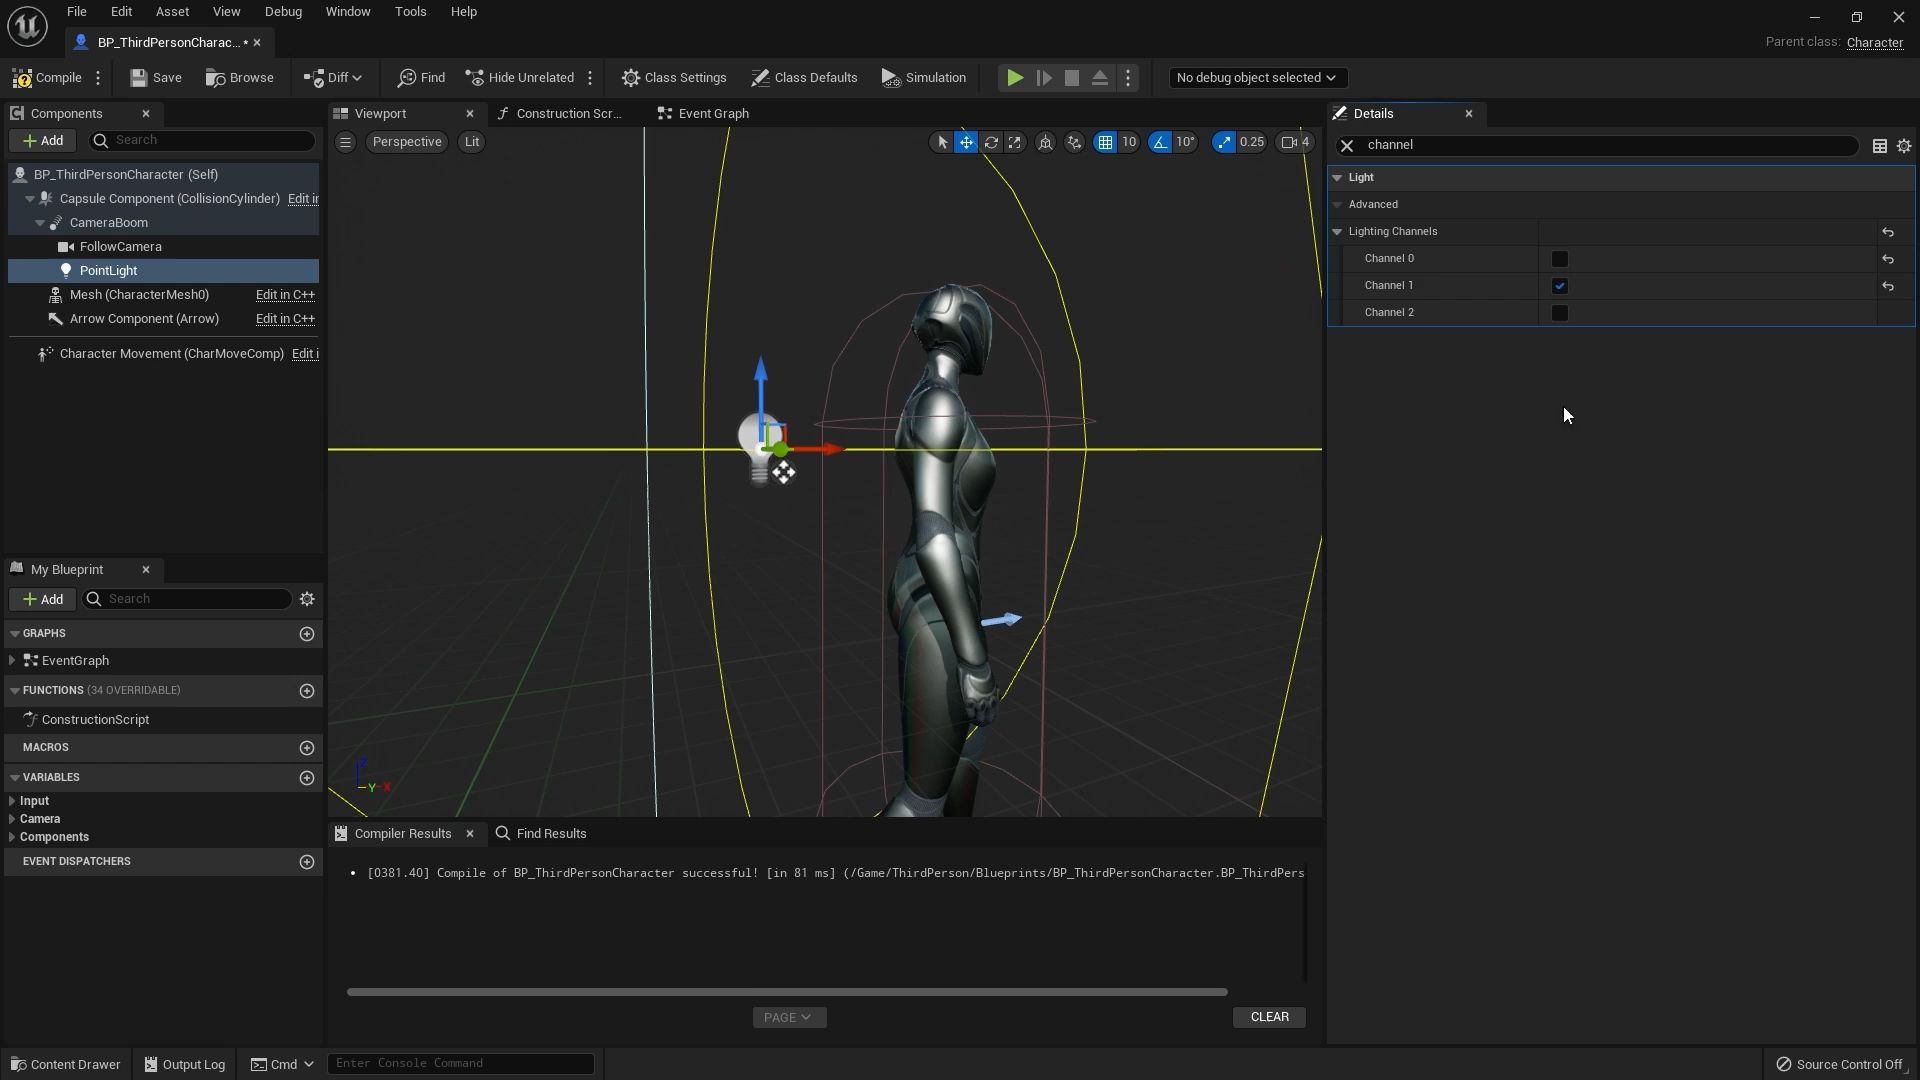 File Edit Asset View Debug Window Tools Help
BP_ThirdPersonCharac... •
Parent class: Character
Compile Save Browse Diff Find Hide Unrelated Class Settings Class Defaults Simulation No debug object selected
Components
Add Search
BP_ThirdPersonCharacter (Self)
Capsule Component (CollisionCylinder) Edit in
CameraBoom
FollowCamera
PointLight
Mesh (CharacterMesh0) Edit in C++
Arrow Component (Arrow) Edit in C++
Character Movement (CharMoveComp) Edit i
My Blueprint
Add Search
GRAPHS
EventGraph
FUNCTIONS (34 OVERRIDABLE)
ConstructionScript
MACROS
VARIABLES
Input
Camera
Components
EVENT DISPATCHERS
Viewport Construction Scr... Event Graph
Perspective Lit 10 10° 0.25 4
Z
Y X
Compiler Results Find Results
• [0381.40] Compile of BP_ThirdPersonCharacter successful! [in 81 ms] (/Game/ThirdPerson/Blueprints/BP_ThirdPersonCharacter.BP_ThirdPers
PAGE CLEAR
Details
channel
Light
Advanced
Lighting Channels
Channel 0
Channel 1
Channel 2
Content Drawer Output Log Cmd Enter Console Command Source Control Off